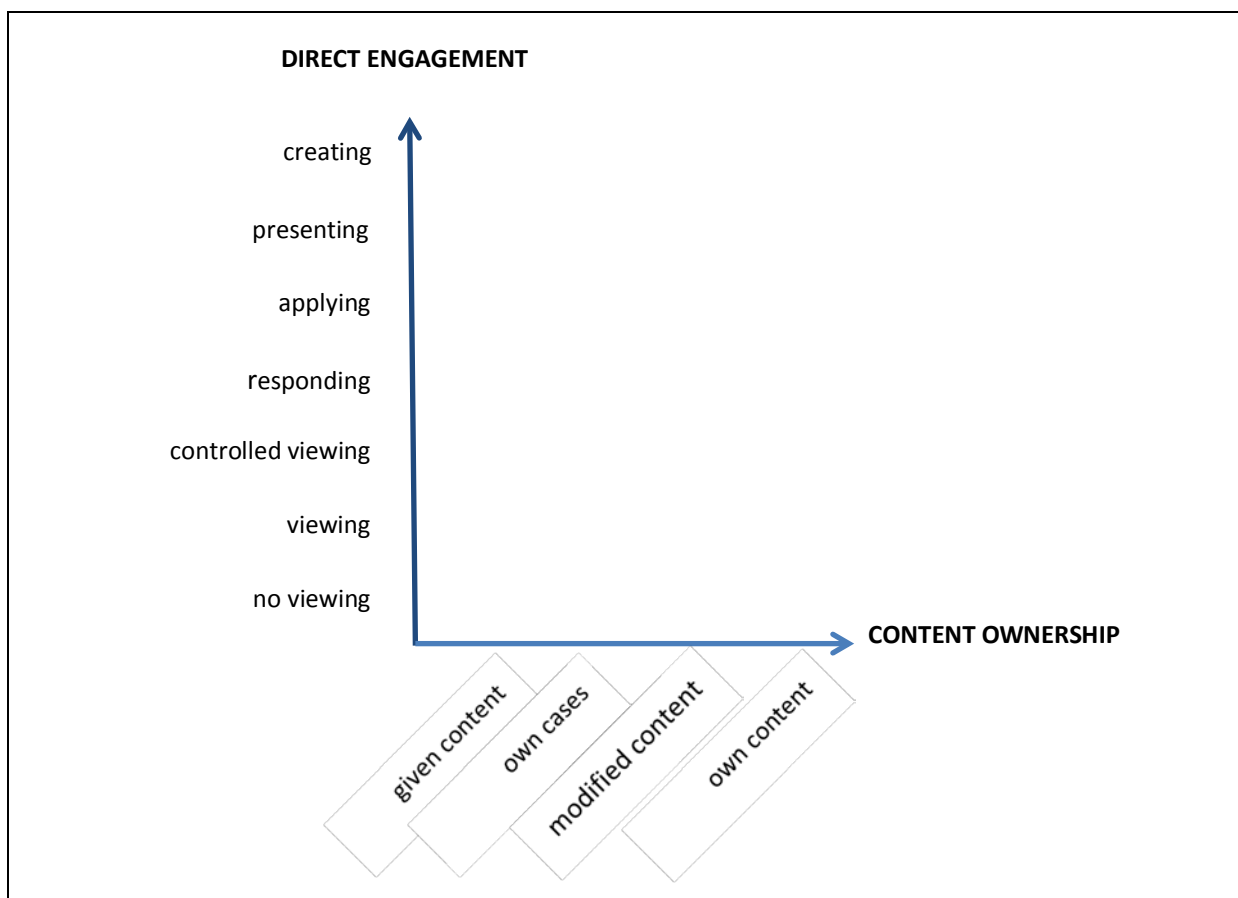 DIRECT ENGAGEMENT
creating
presenting
applying
responding
controlled viewing
viewing
no viewing
CONTENT OWNERSHIP
given content
own cases
modified content
own content